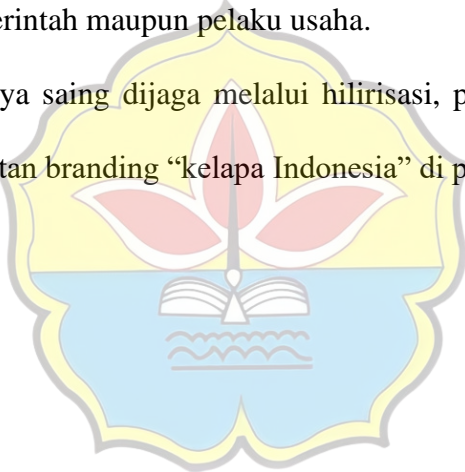 erintah maupun pelaku usaha.
ya saing dijaga melalui hilirisasi, p
tan branding “kelapa Indonesia” di p